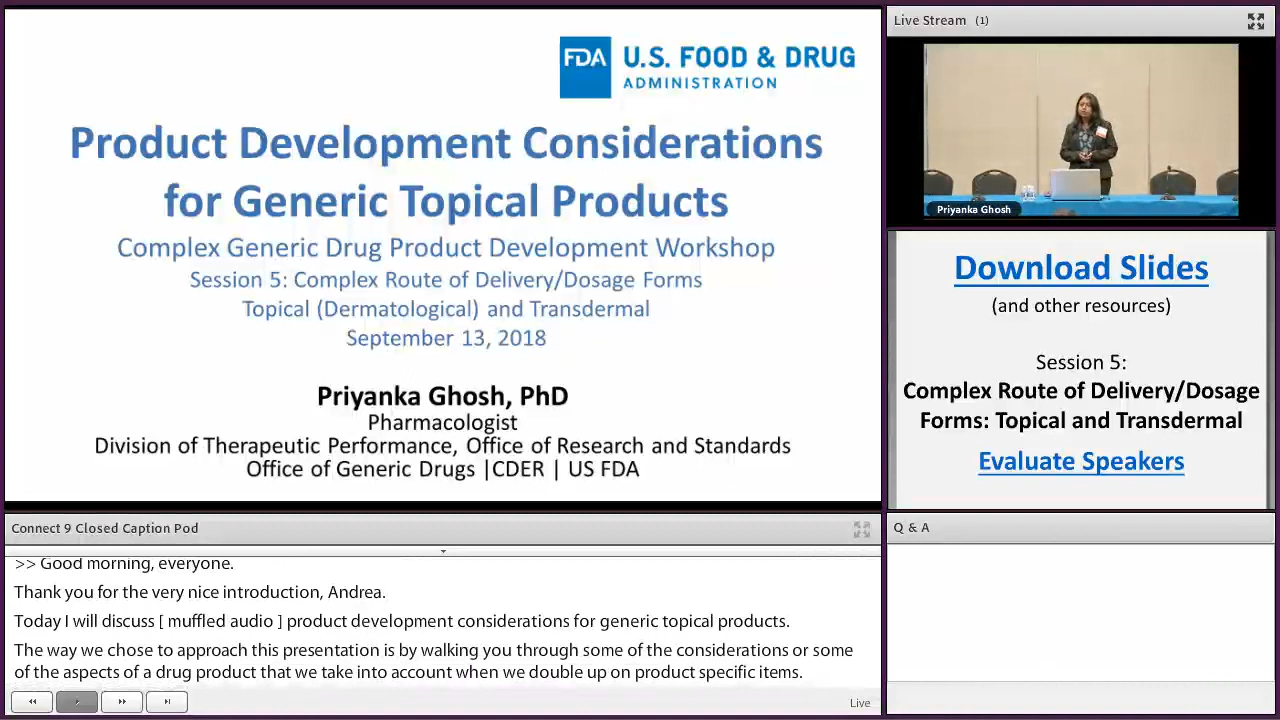 FDA
U.S. FOOD & DRUG
ADMINISTRATION
Product Development Considerations
for Generic Topical Products
Complex Generic Drug Product Development Workshop
Session 5: Complex Route of Delivery/Dosage Forms
Topical (Dermatological) and Transdermal
September 13, 2018
Priyanka Ghosh, PhD
Pharmacologist
Division of Therapeutic Performance, Office of Research and Standards
Office of Generic Drugs |CDER | US FDA
Live Stream (1)
Priyanka Ghosh
Download Slides
(and other resources)
Session 5:
Complex Route of Delivery/Dosage
Forms: Topical and Transdermal
Evaluate Speakers
Connect 9 Closed Caption Pod
>> Good morning, everyone.
Thank you for the very nice introduction, Andrea.
Today I will discuss [ muffled audio ] product development considerations for generic topical products.
The way we chose to approach this presentation is by walking you through some of the considerations or some
of the aspects of a drug product that we take into account when we double up on product specific items.
Live
Q & A